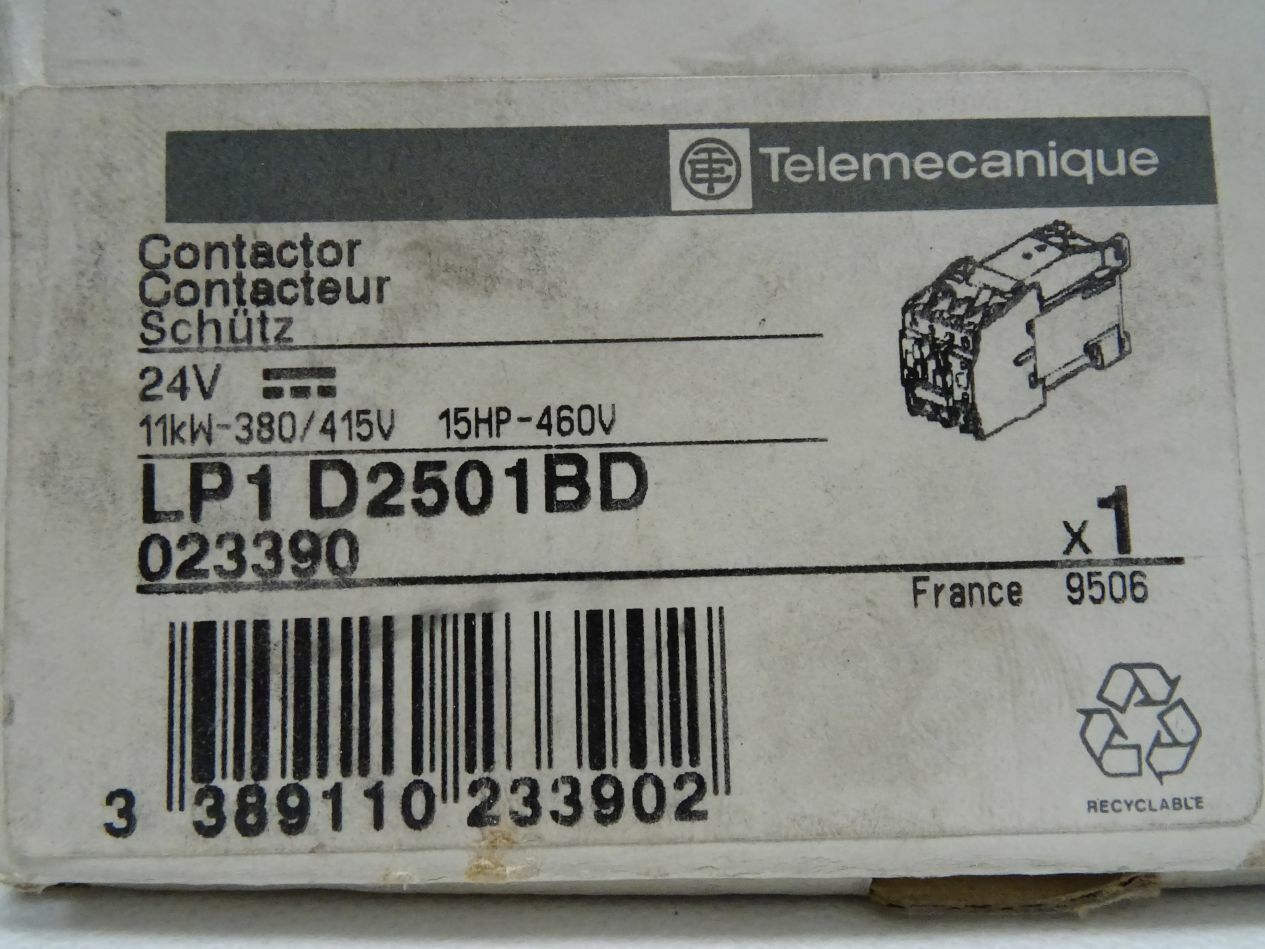 Telemecanique
Contactor
Contacteur
Schütz
24V
11kW-380/415V 15HP-460V
LP1 D2501BD
023390
x1
France 9506
3 389110 233902
RECYCLABLE